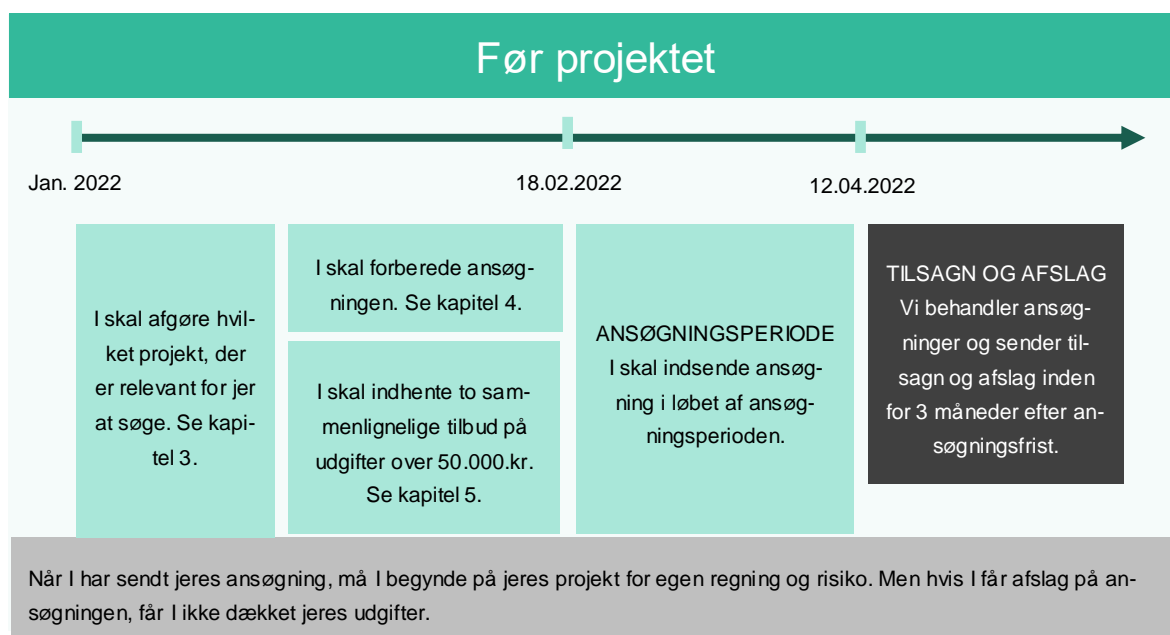 Før projektet
Jan. 2022
18.02.2022
12.04.2022
I skal afgøre hvil-
ket projekt, der
er relevant for jer
at søge. Se kapi-
tel 3.
I skal forberede ansøg-
ningen. Se kapitel 4.
I skal indhente to sam-
menlignelige tilbud på
udgifter over 50.000.kr.
Se kapitel 5.
ANSØGNINGSPERIODE
I skal indsende ansøg-
ning i løbet af ansøg-
ningsperioden.
TILSAGN OG AFSLAG
Vi behandler ansøg-
ninger og sender til-
sagn og afslag inden
for 3 måneder efter an-
søgningsfrist.
Når I har sendt jeres ansøgning, må I begynde på jeres projekt for egen regning og risiko. Men hvis I får afslag på an-
søgningen, får I ikke dækket jeres udgifter.